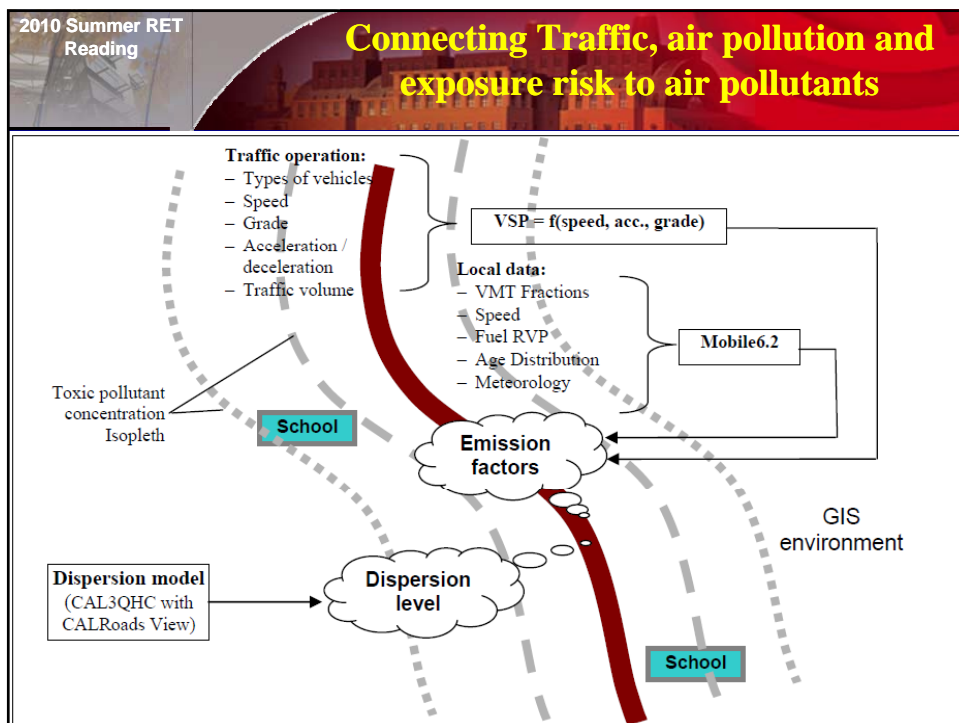 2010 Summer RET
Reading
Connecting Traffic, air pollution and
exposure risk to air pollutants
Traffic operation:
– Types of vehicles
– Speed
– Grade
– Acceleration /
deceleration
– Traffic volume
VSP = f(speed, acc., grade)
Local data:
– VMT Fractions
– Speed
– Fuel RVP
– Age Distribution
– Meteorology
Mobile6.2
Toxic pollutant
concentration
Isopleth
School
Emission
factors
GIS
environment
Dispersion model
(CAL3QHC with
CALRoads View)
Dispersion
level
School